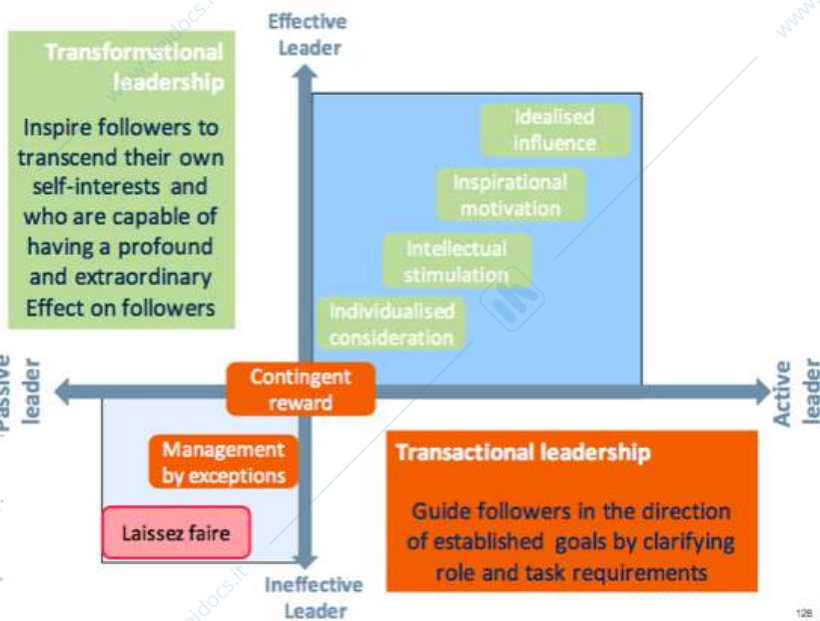 Effective
Leader
Transformational
leadership
Inspire followers to
transcend their own
self-interests and
who are capable of
having a profound
and extraordinary
Effect on followers
Idealised
influence
Inspirational
motivation
Intellectual
stimulation
Individualised
consideration
Passive
leader
Contingent
reward
Active
leader
Management
by exceptions
Laissez faire
Transactional leadership
Guide followers in the direction
of established goals by clarifying
role and task requirements
Ineffective
Leader
126